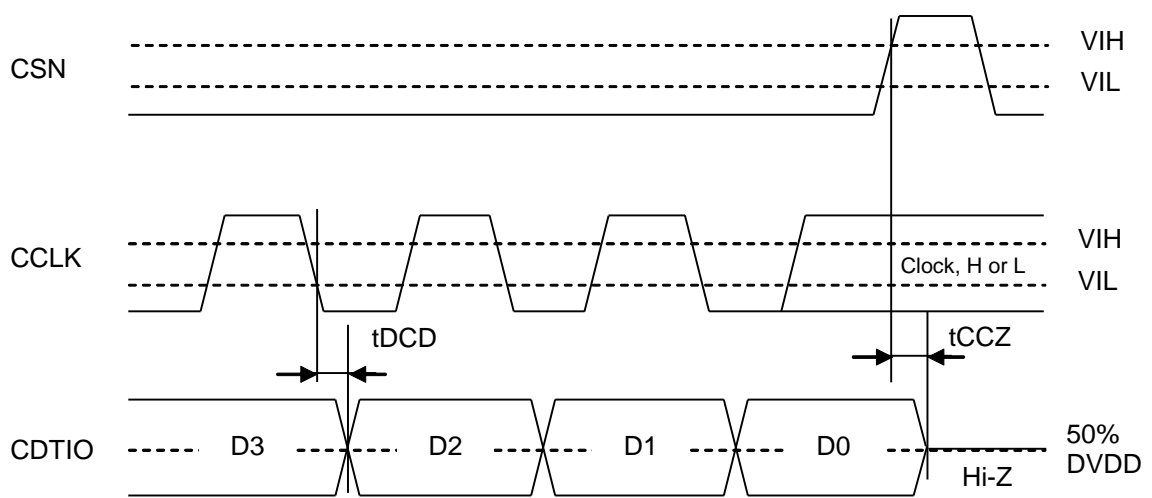 CSN
VIH
VIL
CCLK
VIH
Clock, H or L
VIL
tDCD
tCCZ
CDTIO
D3
D2
D1
D0
50%
DVDD
Hi-Z